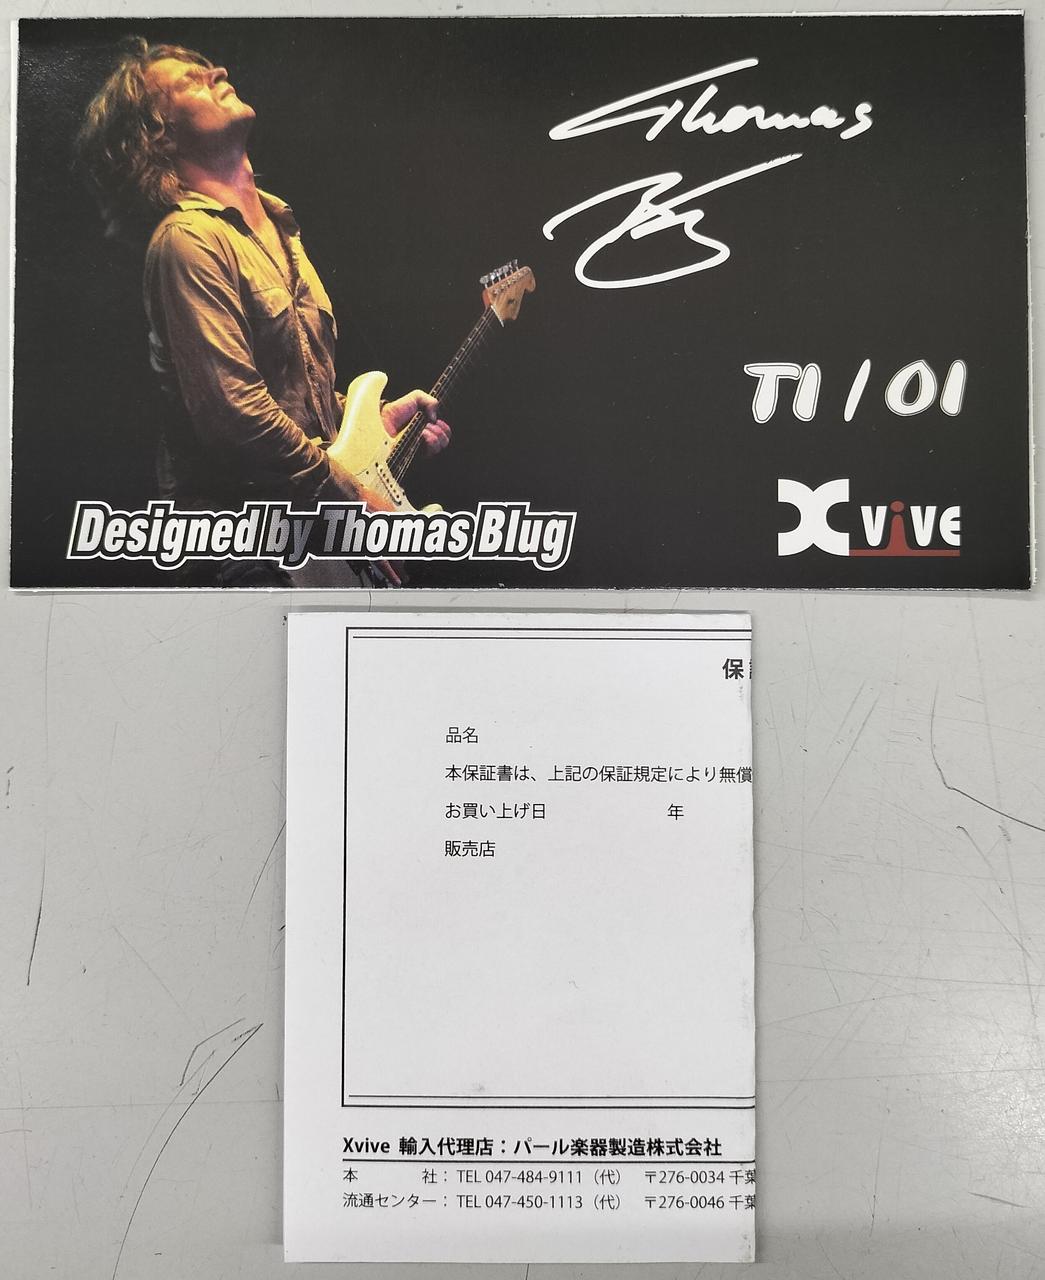 Thomas
T1/01
Xvive
Designed by Thomas Blug
保
品名
本保証書は、上記の保証規定により無償
お買い上げ日 年
販売店
Xvive 輸入代理店：パール楽器製造株式会社
本 社： TEL 047-484-9111（代） 〒276-0034 千葉
流通センター： TEL 047-450-1113（代） 〒276-0046 千葉